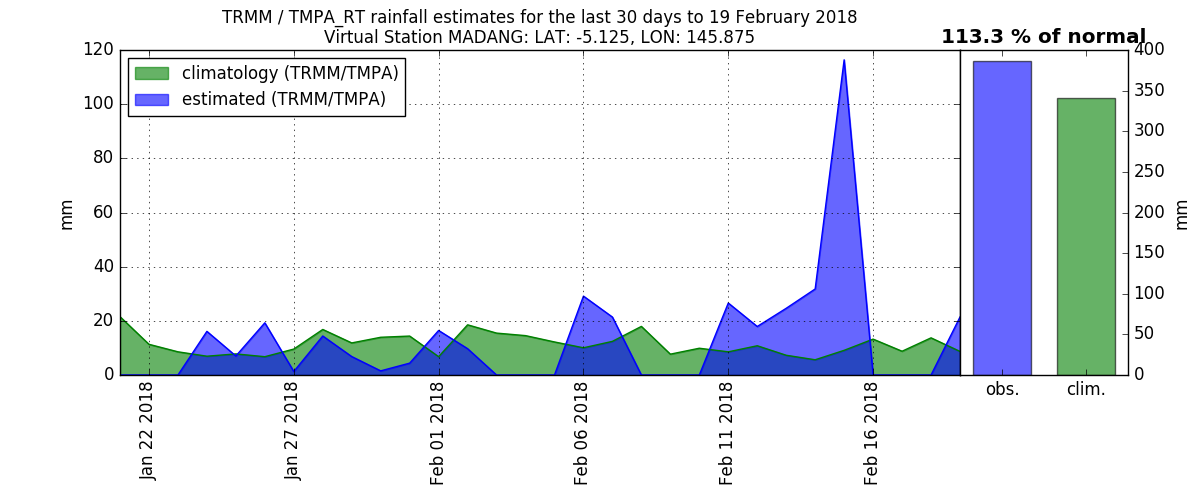 TRMM / TMPA_RT rainfall estimates for the last 30 days to 19 February 2018
Virtual Station MADANG: LAT: -5.125, LON: 145.875
113.3 % of normal
climatology (TRMM/TMPA)
estimated (TRMM/TMPA)
mm
120
100
80
60
40
20
0
Jan 22 2018
Jan 27 2018
Feb 01 2018
Feb 06 2018
Feb 11 2018
Feb 16 2018
obs.
clim.
400
350
300
250
200
150
100
50
0
mm